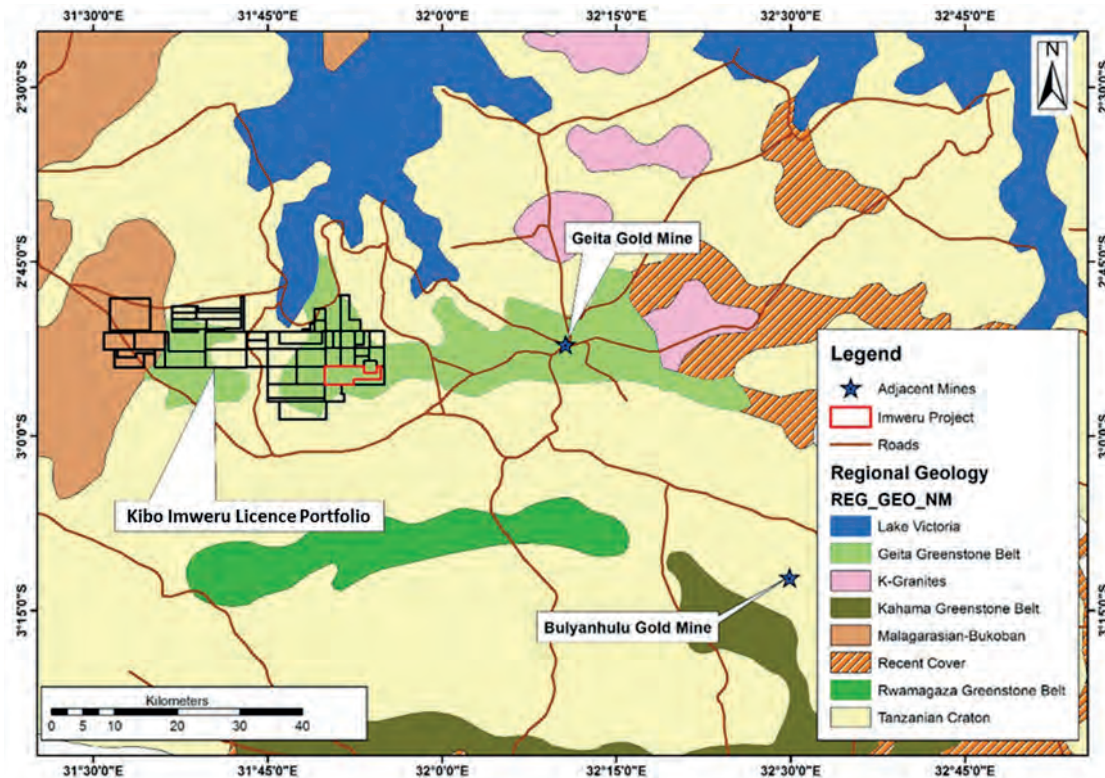 31°30'0"E 31°45'0"E 32°0'0"E 32°15'0"E 32°30'0"E 32°45'0"E
N
2°30'0"S 2°30'0"S
Geita Gold Mine
2°45'0"S 2°45'0"S
Legend
Adjacent Mines
Imweru Project
Roads
3°0'0"S 3°0'0"S
Regional Geology
REG_GEO_NM
Kibo Imweru Licence Portfolio
Lake Victoria
Geita Greenstone Belt
K-Granites
Kahama Greenstone Belt
3°15'0"S 3°15'0"S
Bulyanhulu Gold Mine
Malagarasian-Bukoban
Recent Cover
Rwamagaza Greenstone Belt
Tanzanian Craton
Kilometers
0 5 10 20 30 40
31°30'0"E 31°45'0"E 32°0'0"E 32°15'0"E 32°30'0"E 32°45'0"E